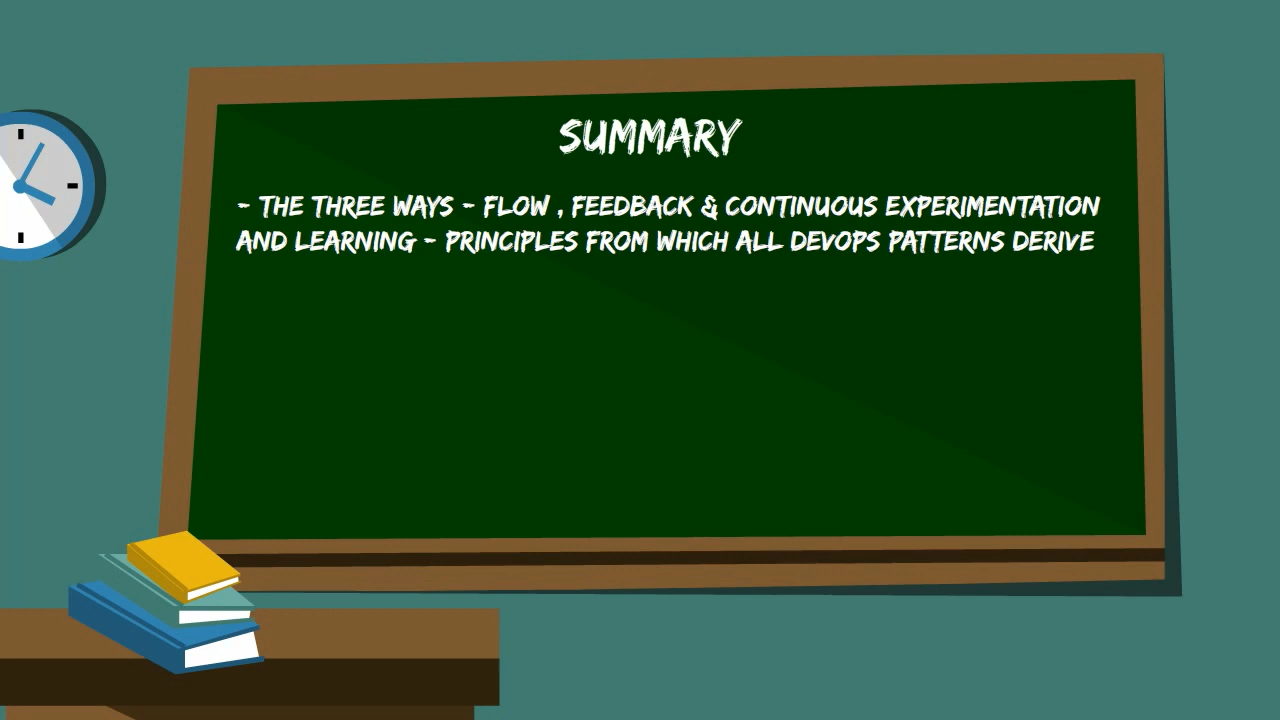 SUMMARY
- THE THREE WAYS - FLOW , FEEDBACK & CONTINUOUS EXPERIMENTATION
AND LEARNING - PRINCIPLES FROM WHICH ALL DEVOPS PATTERNS DERIVE